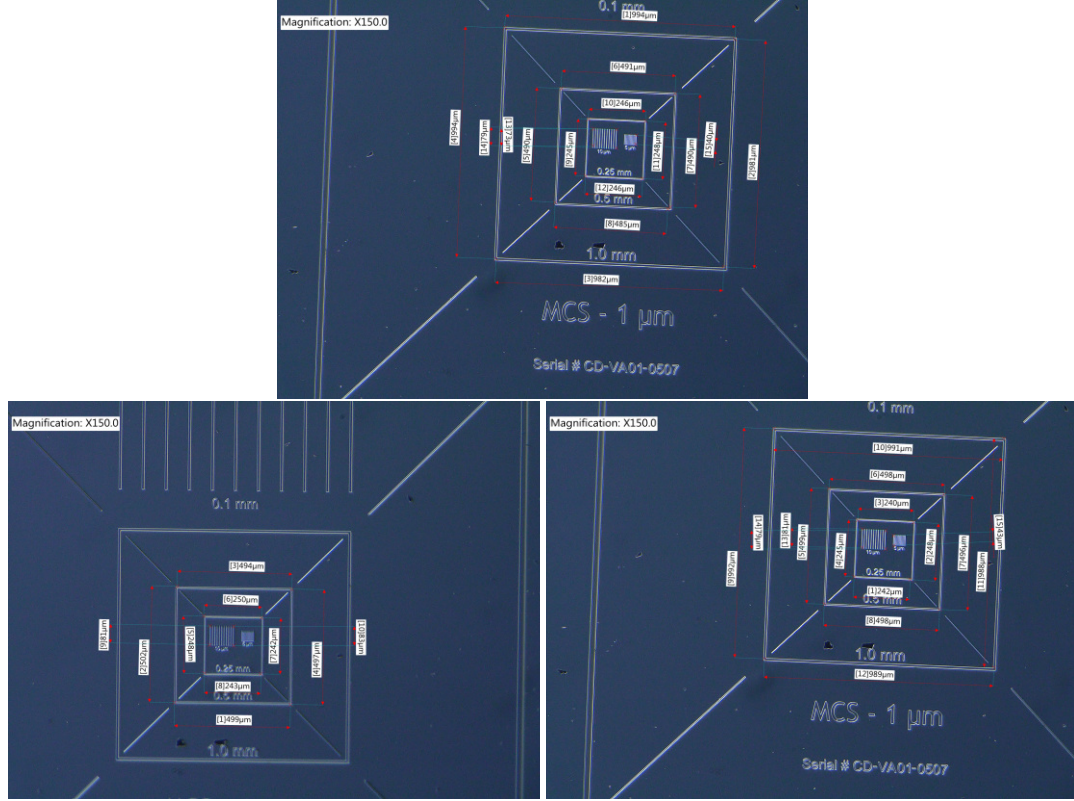 0.1 mm
Magnification: X150.0
[1]994µm
[6]491µm
[10]246µm
[4]994µm
[14]79µm
[13]73µm
[5]490µm
[9]245µm
[11]248µm
[7]490µm
[15]40µm
[2]981µm
10 µm
0.25 mm
[12]246µm
0.5 mm
[8]485µm
1.0 mm
[3]982µm
MCS - 1 µm
Serial # CD-VA01-0507
Magnification: X150.0
0.1 mm
[3]494µm
[6]250µm
[9]81µm
[2]502µm
[5]248µm
[7]242µm
[4]497µm
[10]83µm
10 µm
0.25 mm
[8]243µm
0.5 mm
[1]499µm
1.0 mm
0.1 mm
Magnification: X150.0
[10]991µm
[6]498µm
[3]240µm
[9]992µm
[14]79µm
[13]81µm
[5]499µm
[4]245µm
[2]248µm
[7]496µm
[11]988µm
[15]43µm
10 µm
0.25 mm
[1]242µm
0.5 mm
[8]498µm
1.0 mm
[12]989µm
MCS - 1 µm
Serial # CD-VA01-0507